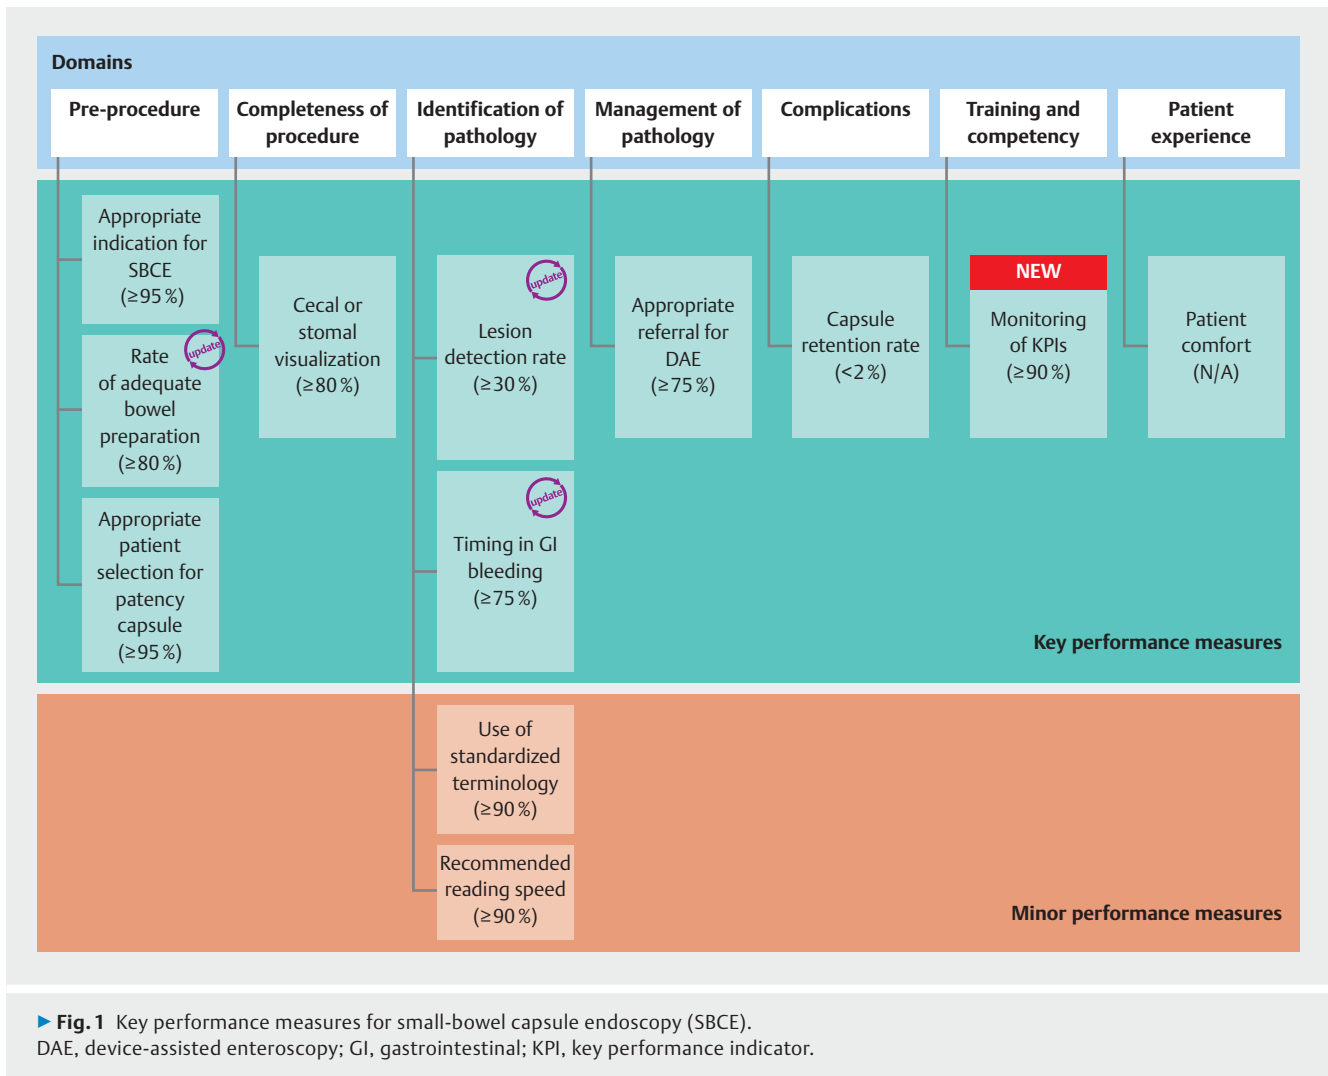 Domains
Pre-procedure
Completeness of
procedure
Identification of
pathology
Management of
pathology
Complications
Training and
competency
Patient
experience
Appropriate
indication for
SBCE
(≥95 %)
update
Rate
of adequate
bowel
preparation
(≥80 %)
Appropriate
patient
selection for
patency
capsule
(≥95 %)
Cecal or
stomal
visualization
(≥80 %)
update
Lesion
detection rate
(≥30 %)
update
Timing in GI
bleeding
(≥75 %)
Appropriate
referral for
DAE
(≥75 %)
Capsule
retention rate
(<2 %)
NEW
Monitoring
of KPIs
(≥90 %)
Patient
comfort
(N/A)
Key performance measures
Use of
standardized
terminology
(≥90 %)
Recommended
reading speed
(≥90 %)
Minor performance measures
▶ Fig. 1 Key performance measures for small-bowel capsule endoscopy (SBCE).
DAE, device-assisted enteroscopy; GI, gastrointestinal; KPI, key performance indicator.